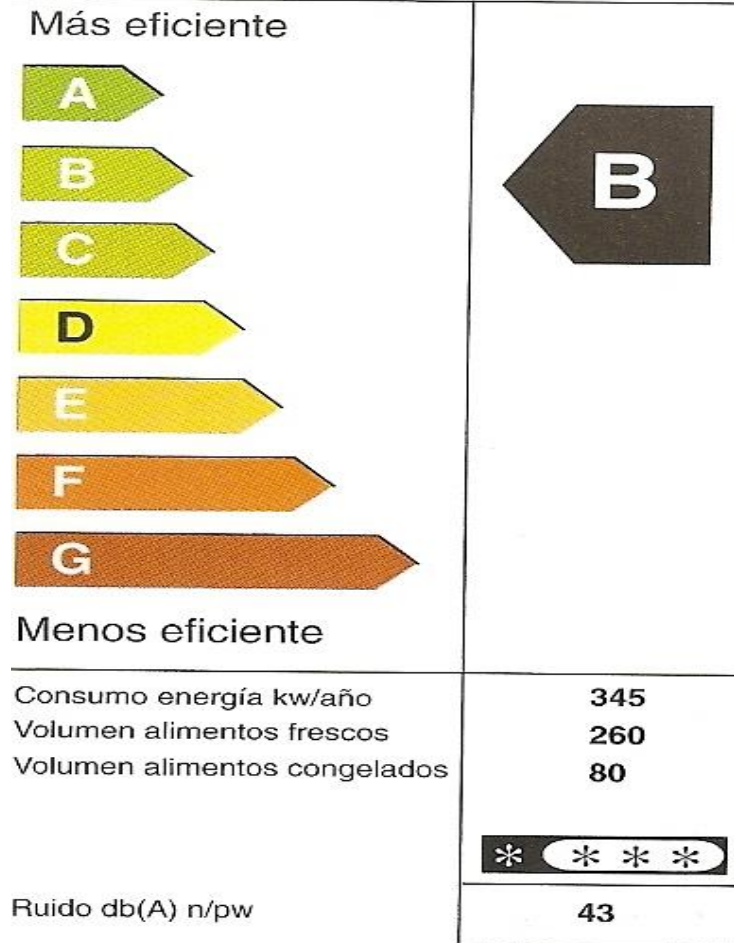 Más eficiente
A
B
B
C
D
E
F
G
Menos eficiente
Consumo energía kw/año 345
Volumen alimentos frescos 260
Volumen alimentos congelados 80
* * * *
Ruido db(A) n/pw 43